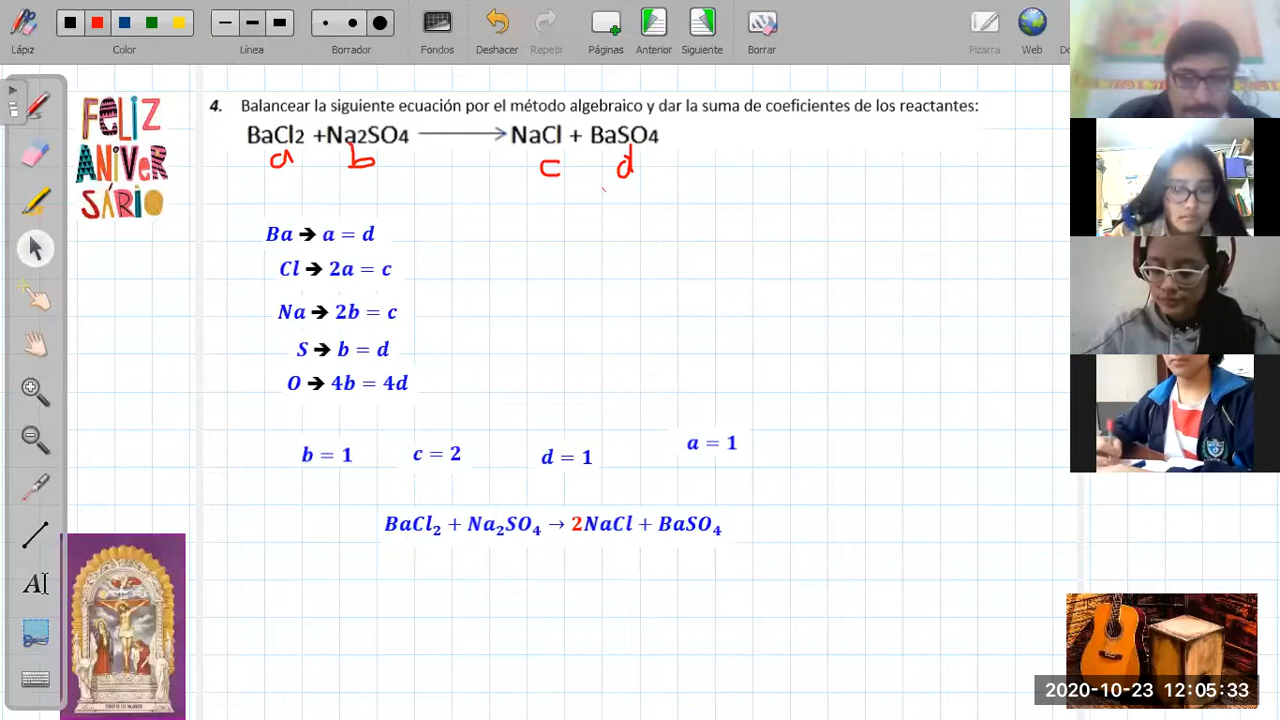 Lápiz
Color
Línea
Borrador
Fondos
Deshacer
Repetir
Páginas
Anterior
Siguiente
Borrar
Pizarra
Web
FELIZ
ANIVER
SÁRIO
4. Balancear la siguiente ecuación por el método algebraico y dar la suma de coeficientes de los reactantes:
BaCl2 +Na2SO4 ⟶ NaCl + BaSO4
a b c d
Ba → a = d
Cl → 2a = c
Na → 2b = c
S → b = d
O → 4b = 4d
b = 1 c = 2 d = 1 a = 1
BaCl₂ + Na₂SO₄ → 2NaCl + BaSO₄
A
2020-10-23 12:05:33